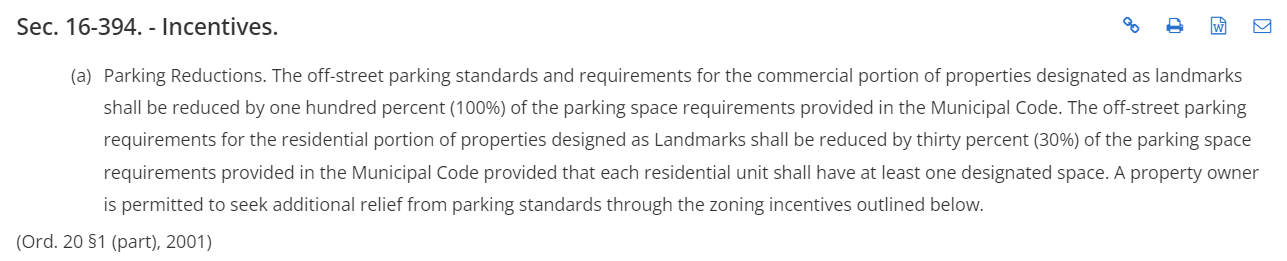 Sec. 16-394. - Incentives.
(a) Parking Reductions. The off-street parking standards and requirements for the commercial portion of properties designated as landmarks
shall be reduced by one hundred percent (100%) of the parking space requirements provided in the Municipal Code. The off-street parking
requirements for the residential portion of properties designed as Landmarks shall be reduced by thirty percent (30%) of the parking space
requirements provided in the Municipal Code provided that each residential unit shall have at least one designated space. A property owner
is permitted to seek additional relief from parking standards through the zoning incentives outlined below.
(Ord. 20 §1 (part), 2001)